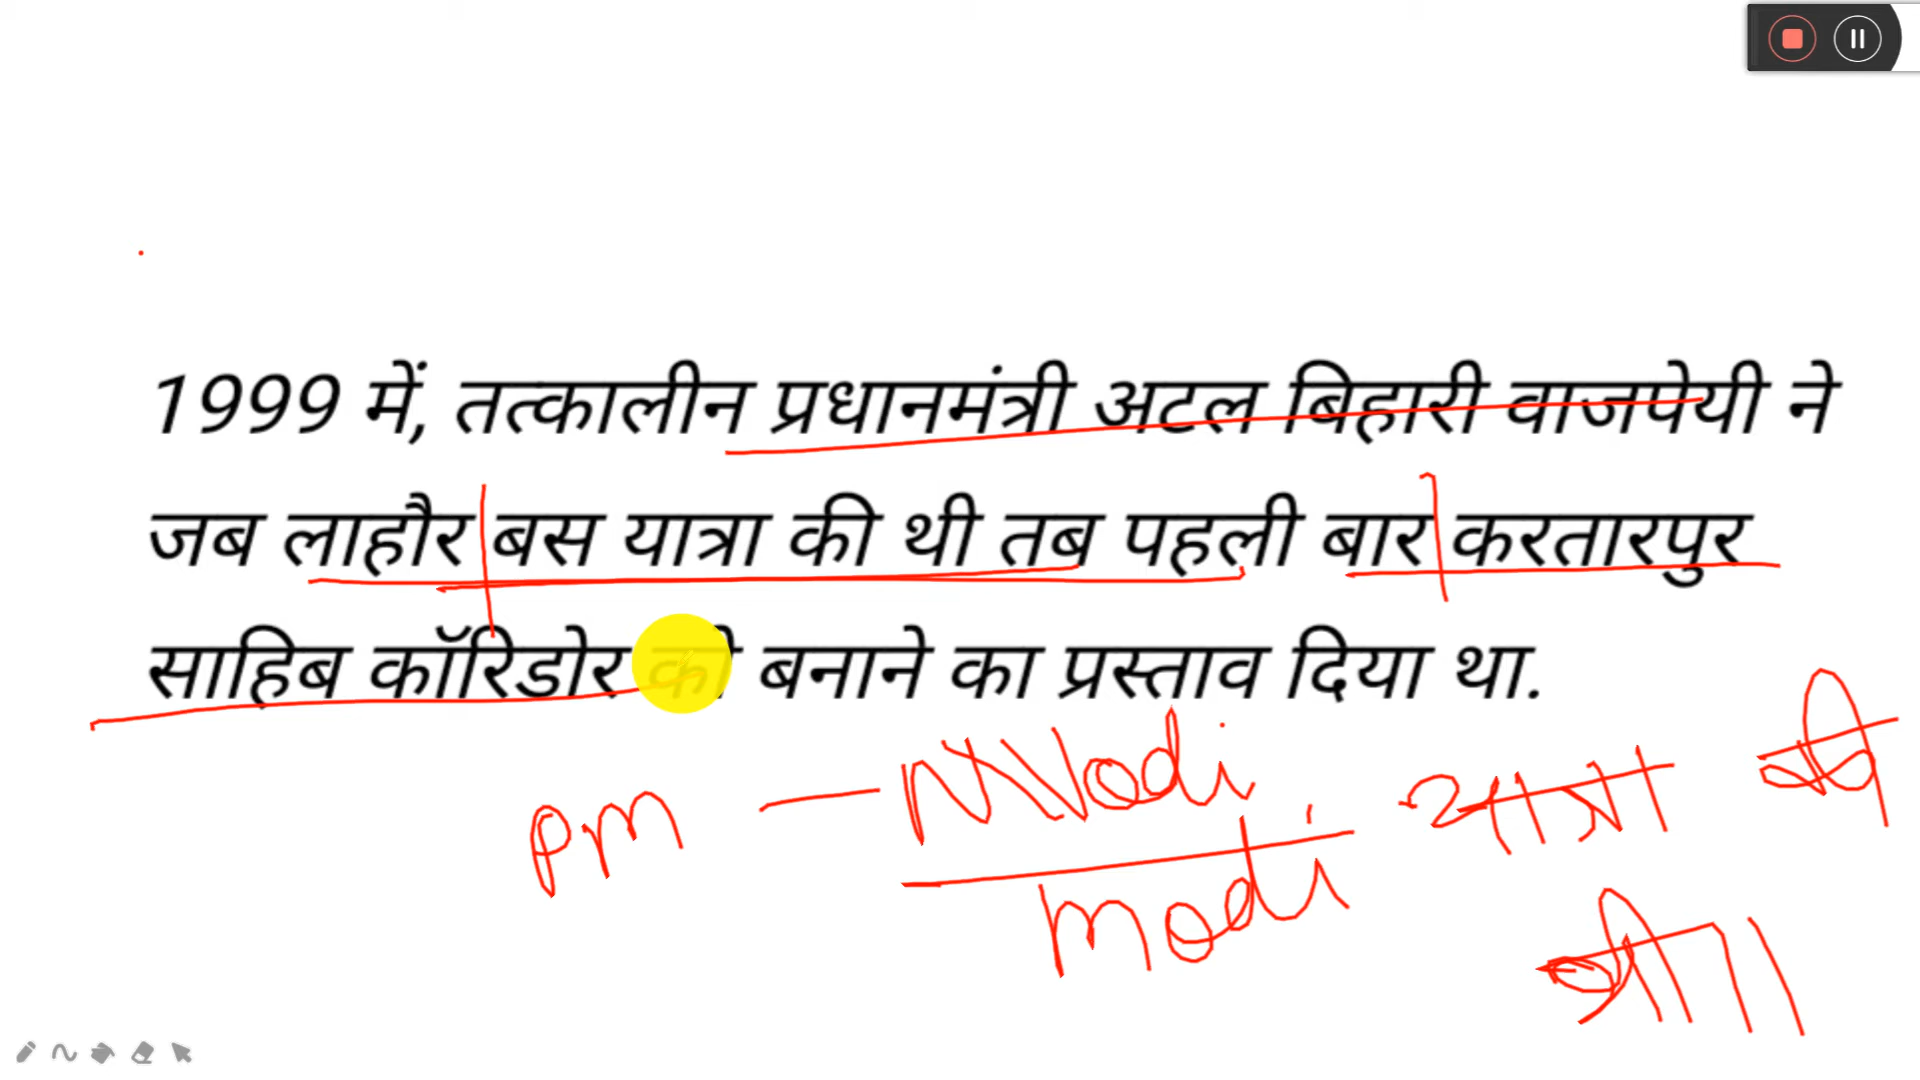 1999 में, तत्कालीन प्रधानमंत्री अटल बिहारी वाजपेयी ने
जब लाहौर बस यात्रा की थी तब पहली बार करतारपुर
साहिब कॉरिडोर को बनाने का प्रस्ताव दिया था.
pm — Modi
यात्रा की
modi